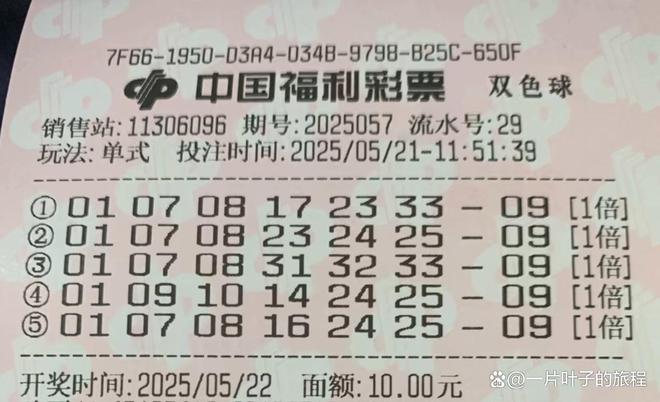 7F66-1950-D3A4-034B-9798-B25C-650F
中国福利彩票 双色球
销售站:11306096 期号:2025057 流水号:29
玩法:单式 投注时间:2025/05/21-11:51:39
① 01 07 08 17 23 33 - 09 [1倍]
② 01 07 08 23 24 25 - 09 [1倍]
③ 01 07 08 31 32 33 - 09 [1倍]
④ 01 09 10 14 24 25 - 09 [1倍]
⑤ 01 07 08 16 24 25 - 09 [1倍]
开奖时间:2025/05/22 面额:10.00元
@一片叶子的旅程